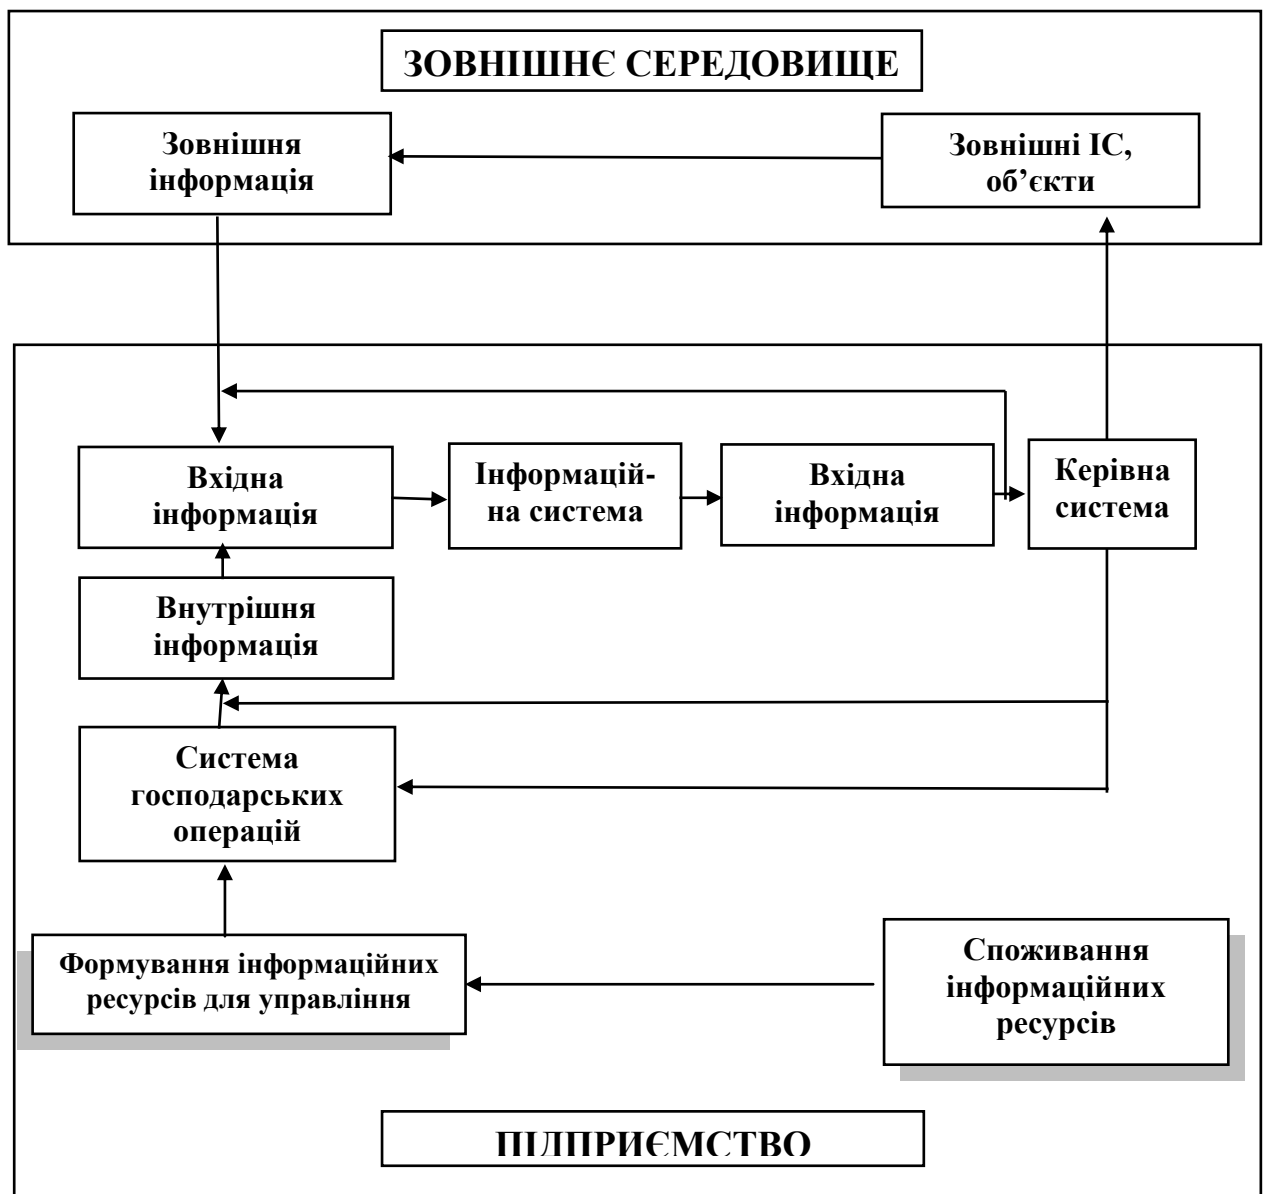 ЗОВНІШНЄ СЕРЕДОВИЩЕ
Зовнішня
інформація
Зовнішні ІС,
об’єкти
Вхідна
інформація
Інформацій-
на система
Вхідна
інформація
Керівна
система
Внутрішня
інформація
Система
господарських
операцій
Формування інформаційних
ресурсів для управління
Споживання
інформаційних
ресурсів
ПІДПРИЄМСТВО